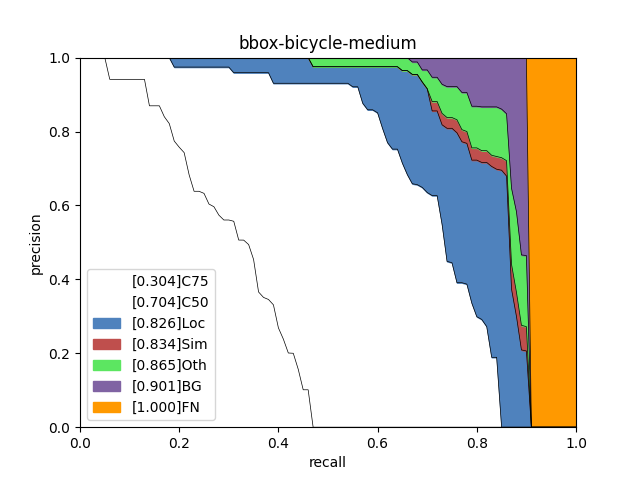 bbox-bicycle-medium
1.0
0.8
0.6
0.4
0.2
0.0
precision
[0.304]C75
[0.704]C50
[0.826]Loc
[0.834]Sim
[0.865]Oth
[0.901]BG
[1.000]FN
0.0 0.2 0.4 0.6 0.8 1.0
recall